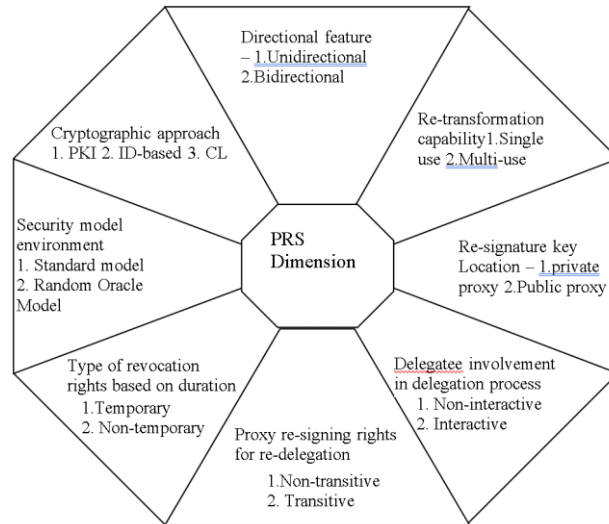 Directional feature
– 1.Unidirectional
2.Bidirectional
Re-transformation
capability1.Single
use 2.Multi-use
Re-signature key
Location – 1.private
proxy 2.Public proxy
Delegatee involvement
in delegation process
1. Non-interactive
2. Interactive
Proxy re-signing rights
for re-delegation
1.Non-transitive
2. Transitive
Type of revocation
rights based on duration
1.Temporary
2. Non-temporary
Security model
environment
1. Standard model
2. Random Oracle
Model
Cryptographic approach
1. PKI 2. ID-based 3. CL
PRS
Dimension